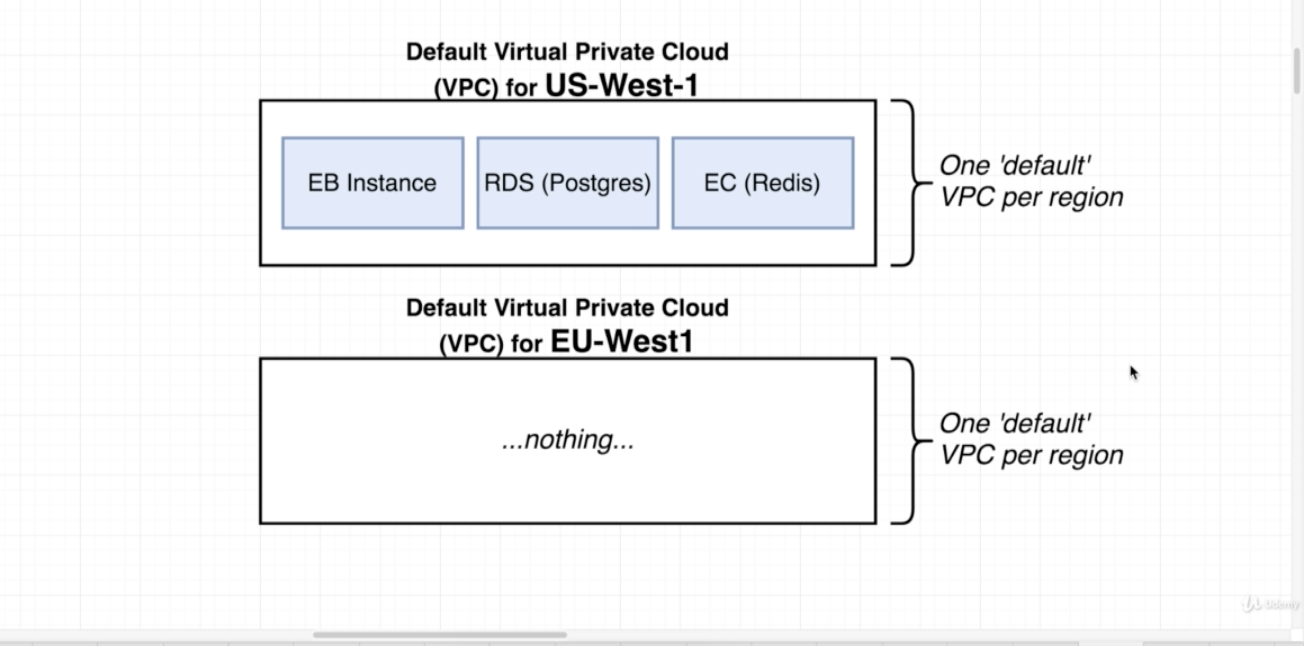 Default Virtual Private Cloud
(VPC) for US-West-1
EB Instance
RDS (Postgres)
EC (Redis)
One 'default'
VPC per region
Default Virtual Private Cloud
(VPC) for EU-West1
...nothing...
One 'default'
VPC per region
Udemy